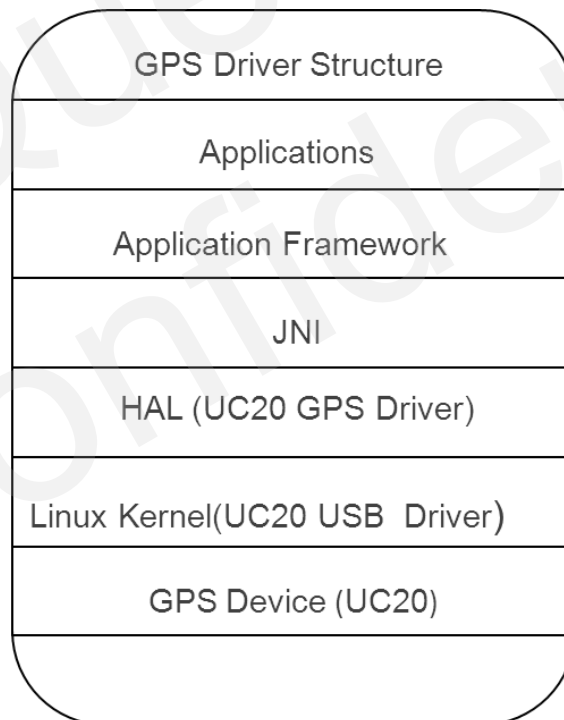 GPS Driver Structure
Applications
Application Framework
JNI
HAL (UC20 GPS Driver)
Linux Kernel(UC20 USB Driver)
GPS Device (UC20)